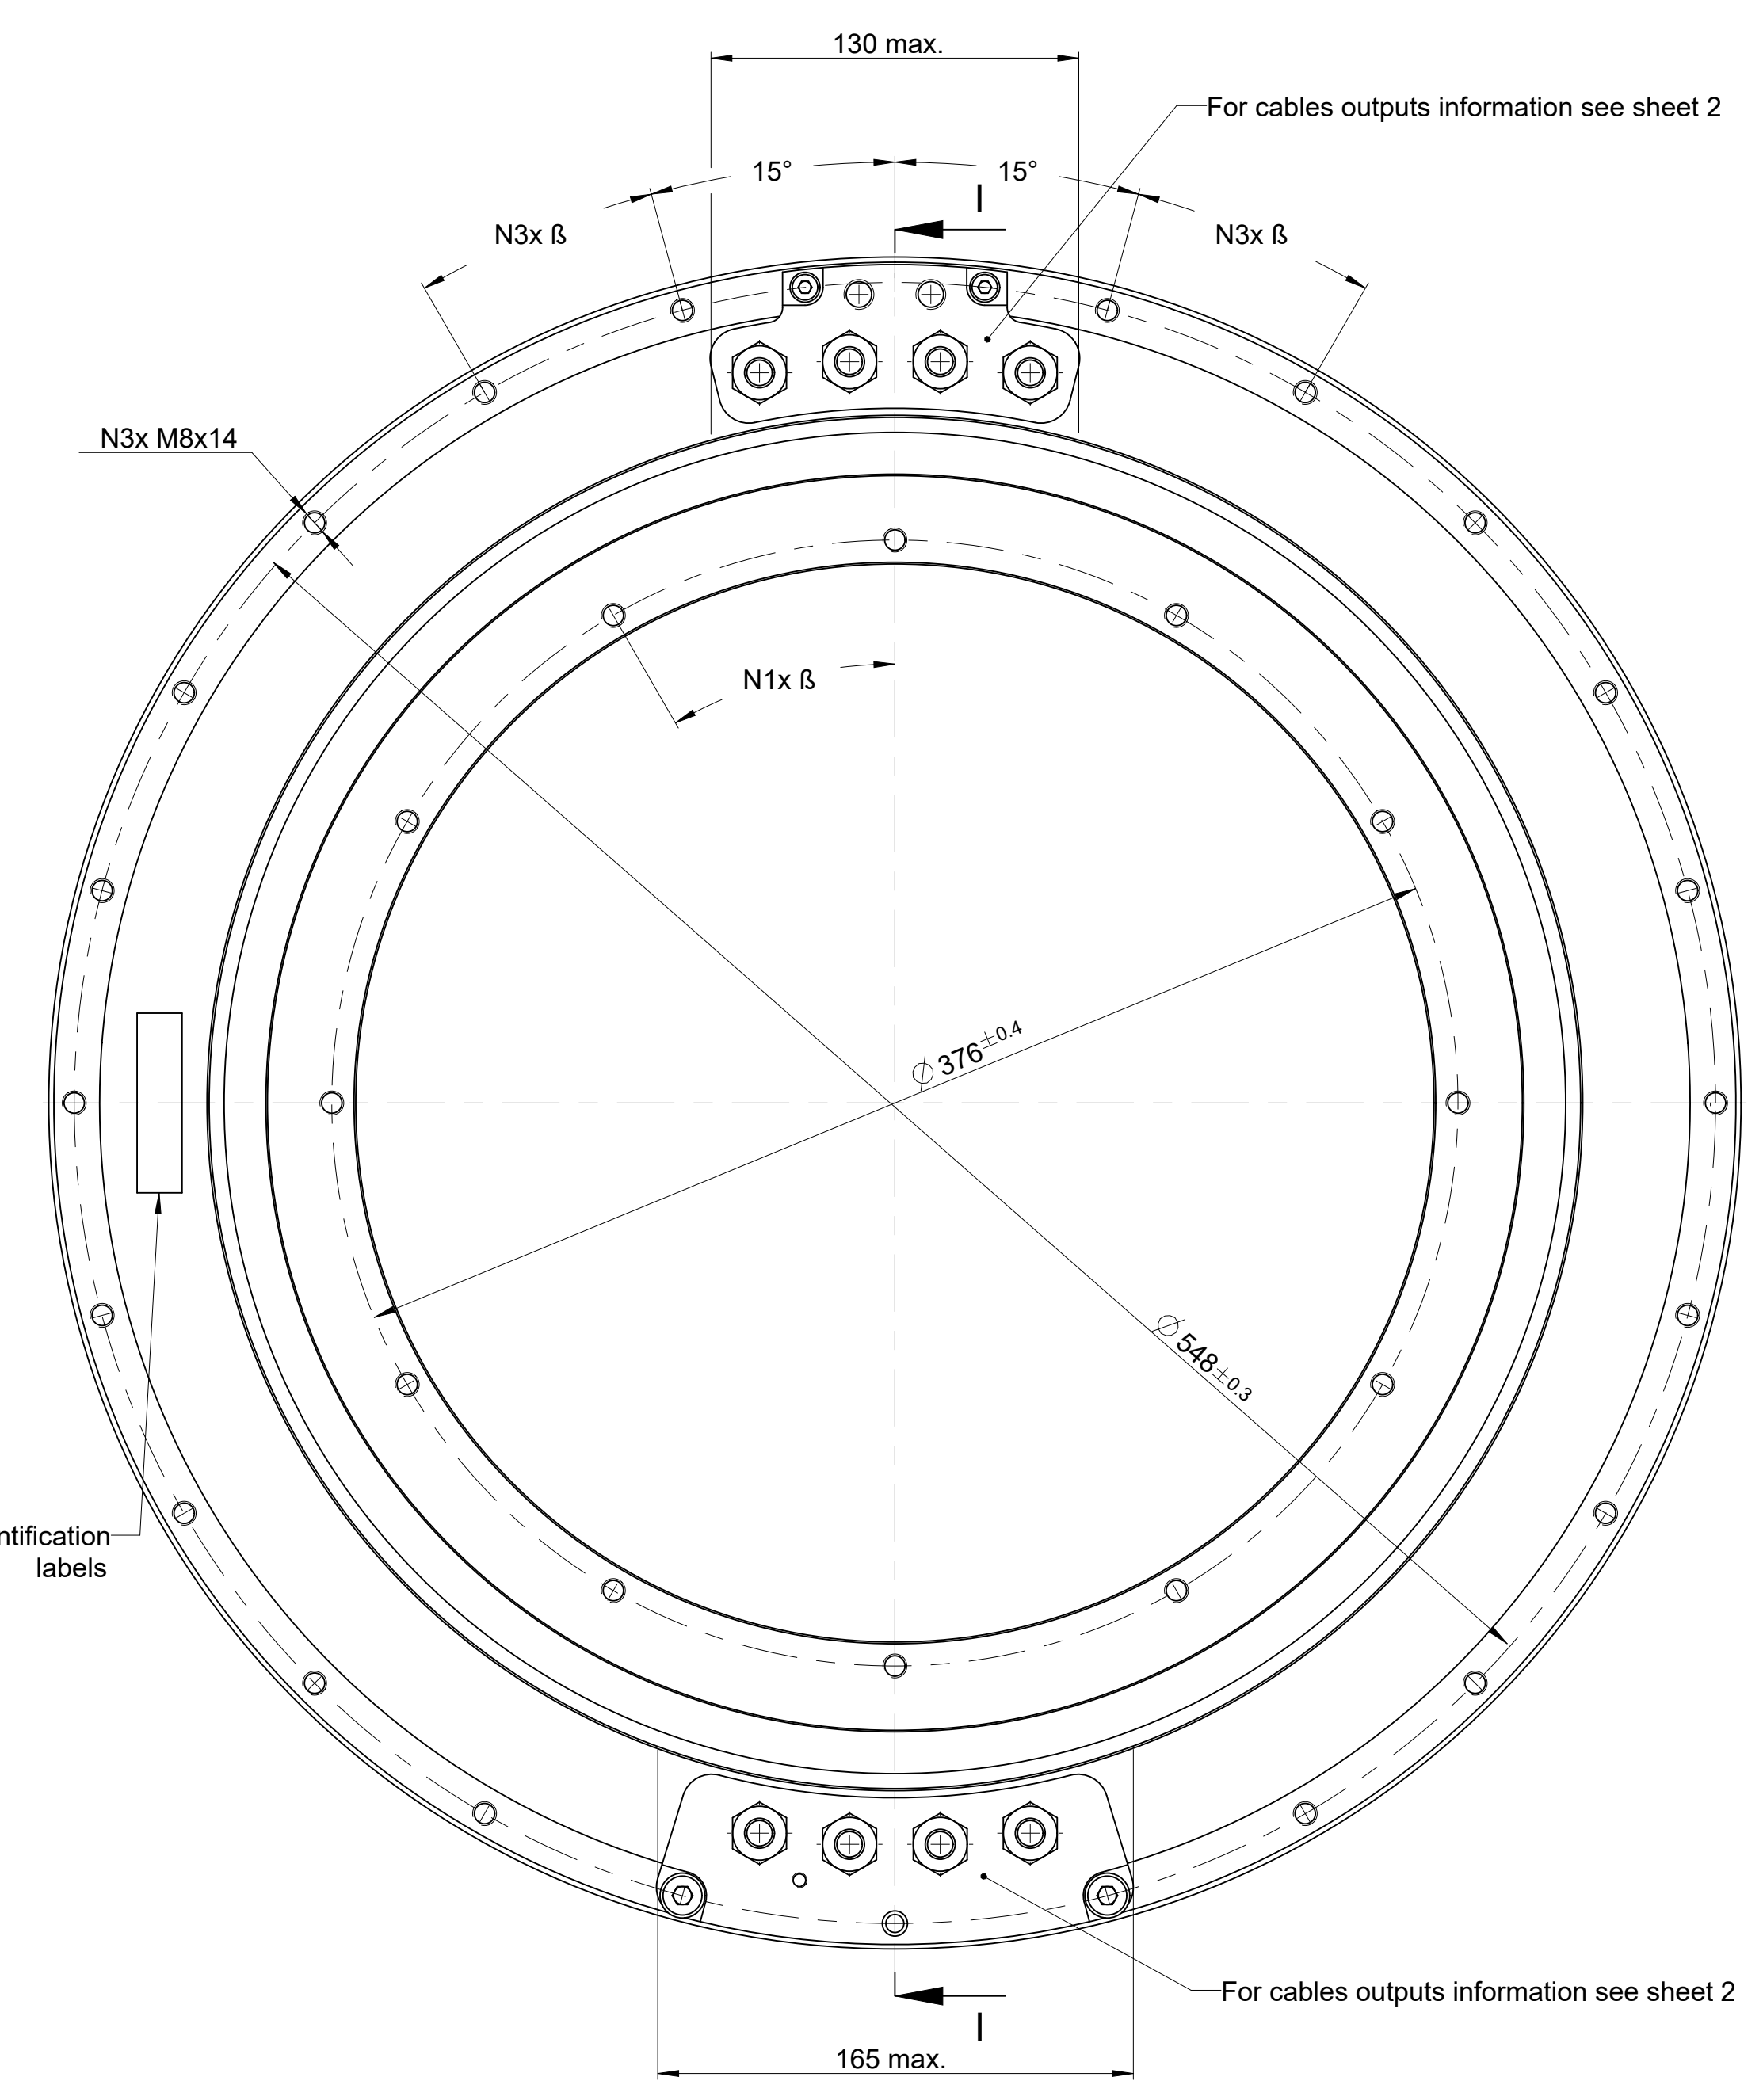 130 max.
For cables outputs information see sheet 2
15°
15°
I
N3x ß
N3x ß
N3x M8x14
N1x ß
∅ 376±0.4
∅ 548±0.3
ntification
labels
For cables outputs information see sheet 2
I
165 max.